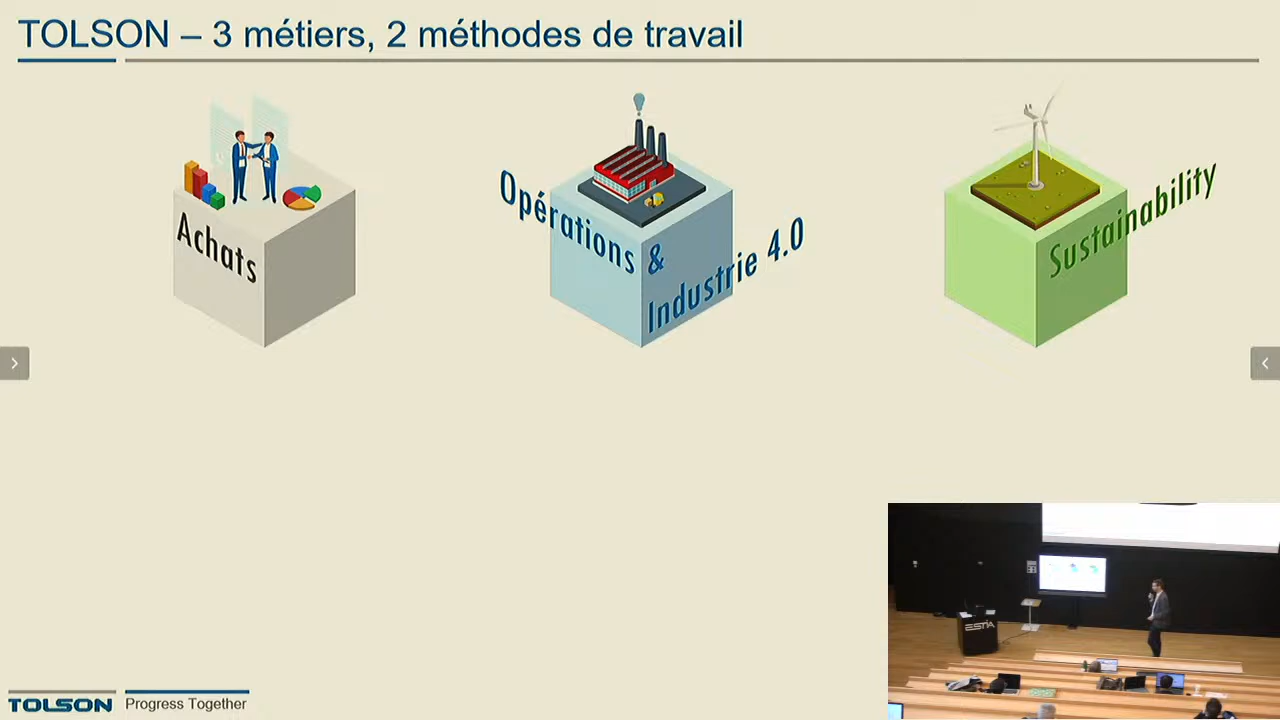 TOLSON – 3 métiers, 2 méthodes de travail
Achats
Opérations &
Industrie 4.0
Sustainability
ESTIA
TOLSON
Progress Together